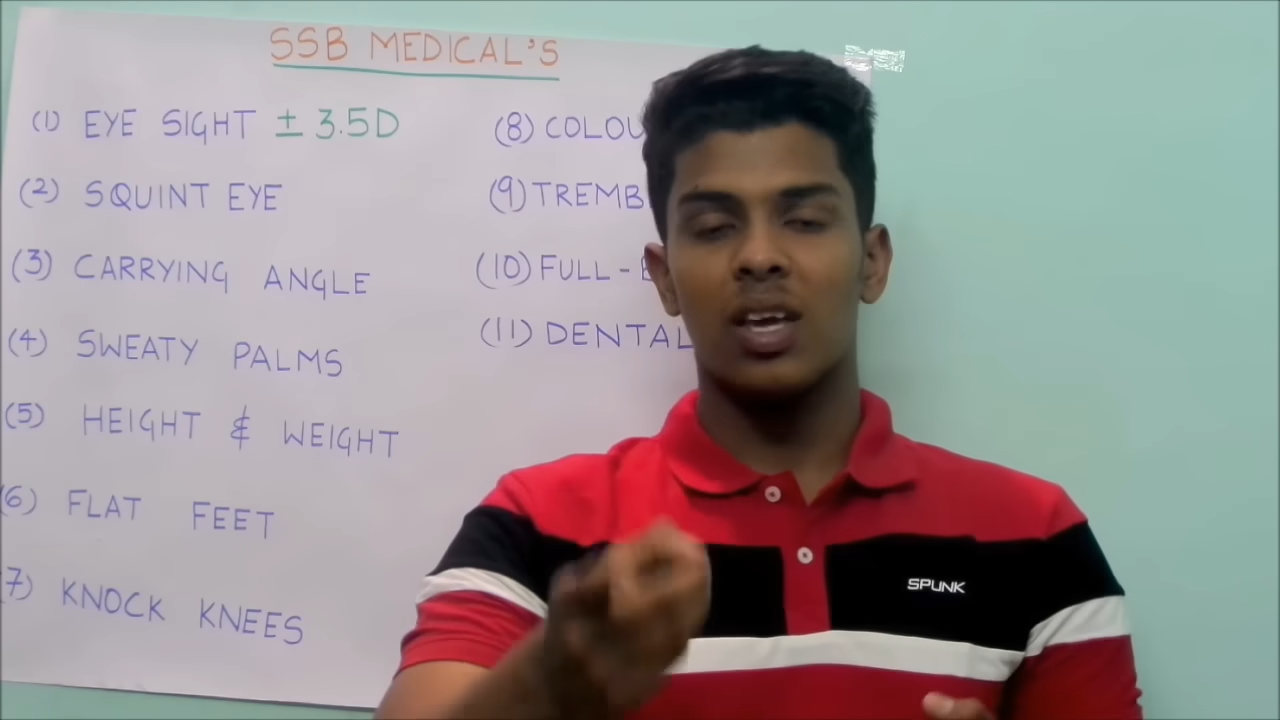 SSB MEDICAL'S
(1) EYE SIGHT ± 3.5D
(2) SQUINT EYE
(3) CARRYING ANGLE
(4) SWEATY PALMS
(5) HEIGHT & WEIGHT
(6) FLAT FEET
(7) KNOCK KNEES
(8) COLOU
(9) TREMB
(10) FULL -
(11) DENTAL
SPUNK